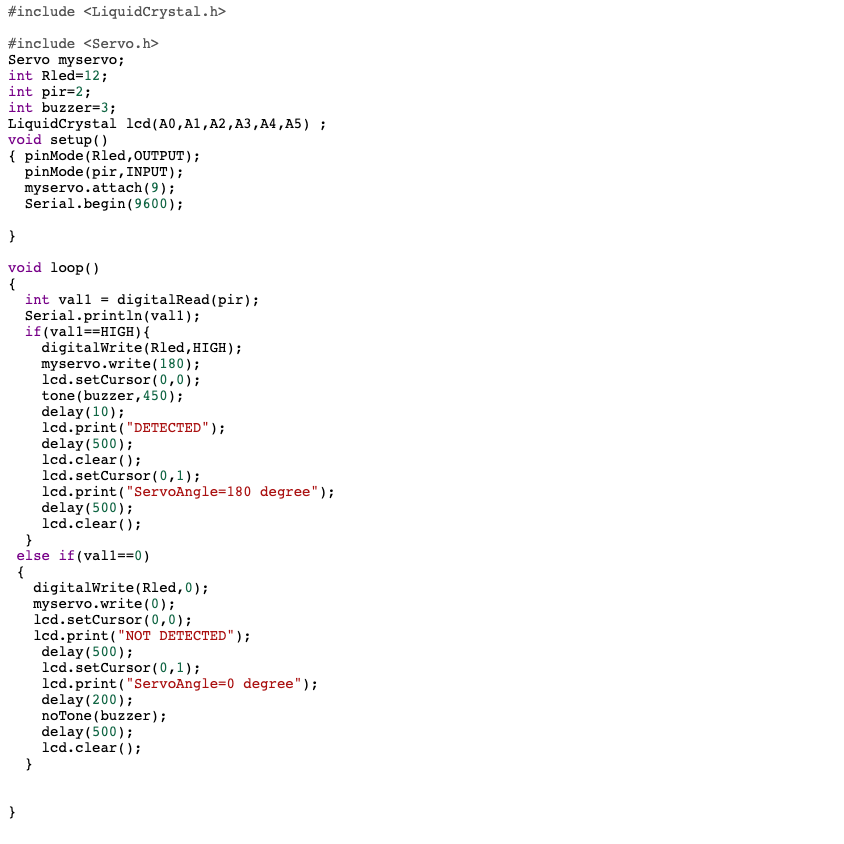 #include <LiquidCrystal.h>
#include <Servo.h>
Servo myservo;
int Rled=12;
int pir=2;
int buzzer=3;
LiquidCrystal lcd(A0,A1,A2,A3,A4,A5) ;
void setup()
{ pinMode(Rled,OUTPUT);
  pinMode(pir,INPUT);
  myservo.attach(9);
  Serial.begin(9600);
}
void loop()
{
  int val1 = digitalRead(pir);
  Serial.println(val1);
  if(val1==HIGH){
    digitalWrite(Rled,HIGH);
    myservo.write(180);
    lcd.setCursor(0,0);
    tone(buzzer,450);
    delay(10);
    lcd.print("DETECTED");
    delay(500);
    lcd.clear();
    lcd.setCursor(0,1);
    lcd.print("ServoAngle=180 degree");
    delay(500);
    lcd.clear();
  }
 else if(val1==0)
 {
   digitalWrite(Rled,0);
   myservo.write(0);
   lcd.setCursor(0,0);
   lcd.print("NOT DETECTED");
    delay(500);
    lcd.setCursor(0,1);
    lcd.print("ServoAngle=0 degree");
    delay(200);
    noTone(buzzer);
    delay(500);
    lcd.clear();
  }
}